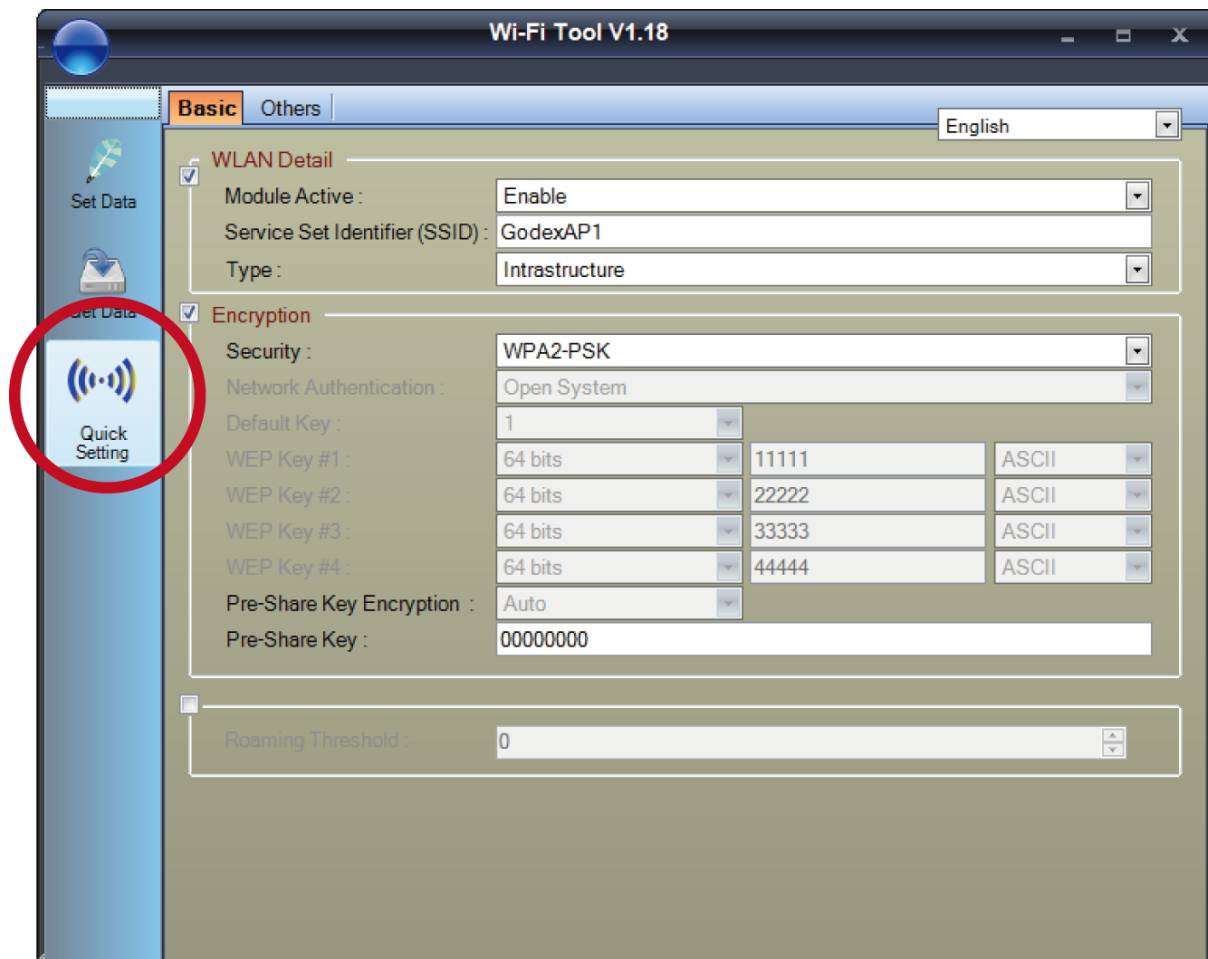 Wi-Fi Tool V1.18
Basic Others
English
Set Data
Get Data
Quick
Setting
WLAN Detail
Module Active : Enable
Service Set Identifier (SSID) : GodexAP1
Type : Intrastructure
Encryption
Security : WPA2-PSK
Network Authentication : Open System
Default Key : 1
WEP Key #1 : 64 bits 11111 ASCII
WEP Key #2 : 64 bits 22222 ASCII
WEP Key #3 : 64 bits 33333 ASCII
WEP Key #4 : 64 bits 44444 ASCII
Pre-Share Key Encryption : Auto
Pre-Share Key : 00000000
Roaming Threshold : 0